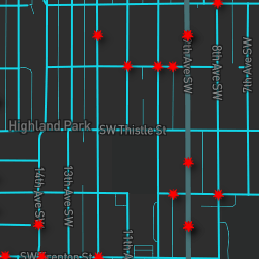 7th Ave SW
8th Ave SW
7th Ave SW
Highland Park
SW Thistle St
14th Ave SW
13th Ave SW
11th A
SW Trenton St